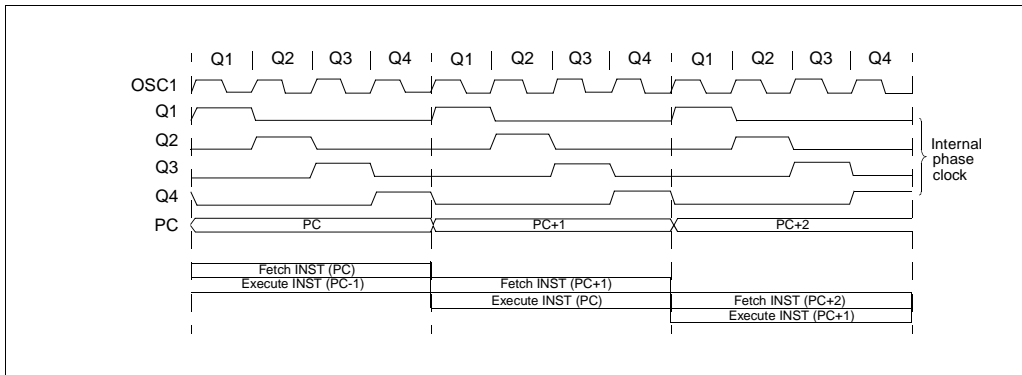 Q1 Q2 Q3 Q4 Q1 Q2 Q3 Q4 Q1 Q2 Q3 Q4
OSC1
Q1
Q2
Q3
Q4
Internal
phase
clock
PC PC PC+1 PC+2
Fetch INST (PC)
Execute INST (PC-1) Fetch INST (PC+1)
Execute INST (PC) Fetch INST (PC+2)
Execute INST (PC+1)